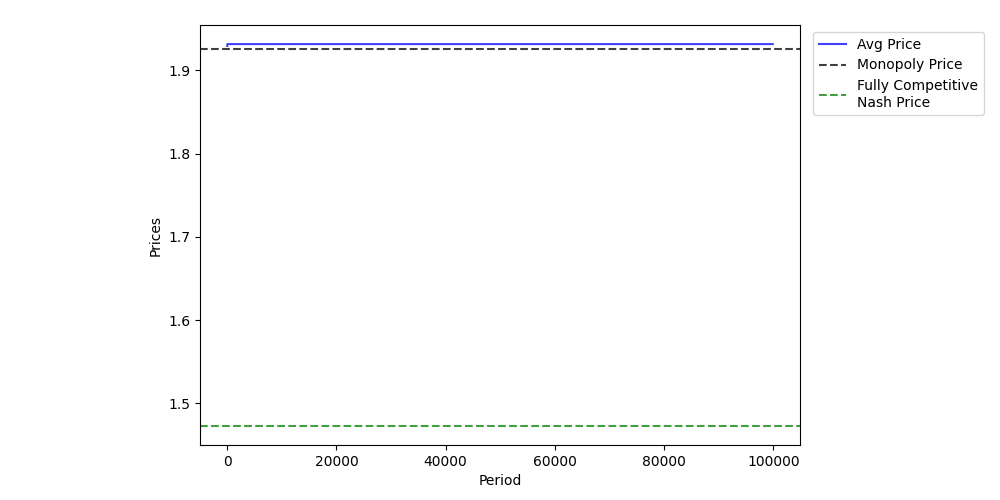 Avg Price
Monopoly Price
Fully Competitive
Nash Price
Prices
1.9
1.8
1.7
1.6
1.5
0
20000
40000
60000
80000
100000
Period